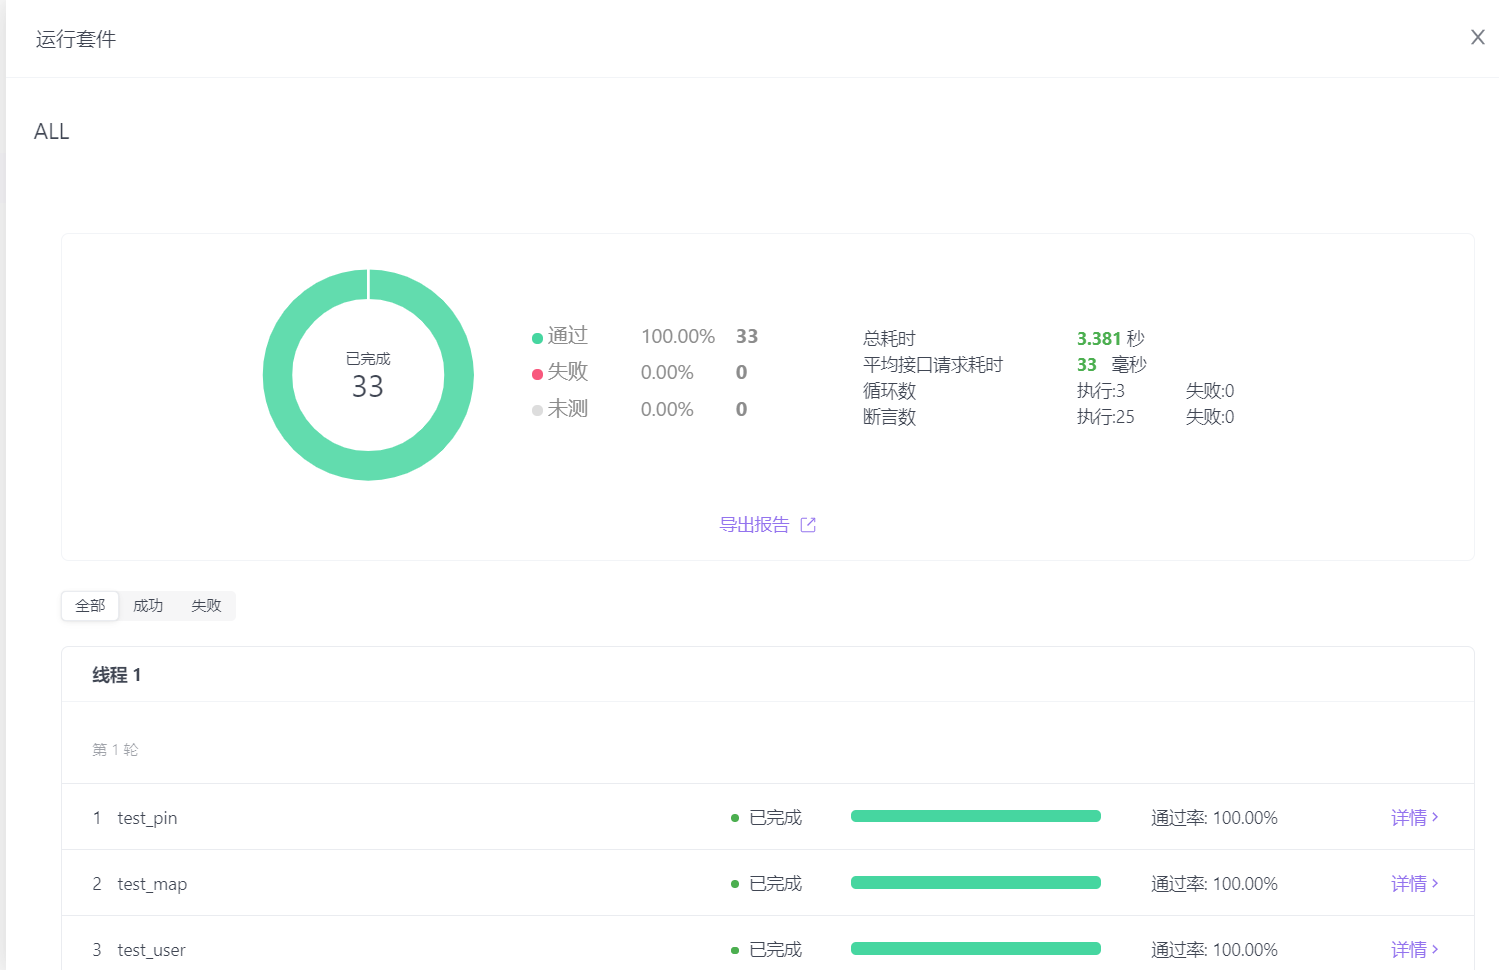 运行套件
ALL
已完成
33
通过 100.00% 33
失败 0.00% 0
未测 0.00% 0
总耗时 3.381 秒
平均接口请求耗时 33 毫秒
循环数 执行:3 失败:0
断言数 执行:25 失败:0
导出报告
全部 成功 失败
线程 1
第 1 轮
1 test_pin 已完成 通过率: 100.00% 详情
2 test_map 已完成 通过率: 100.00% 详情
3 test_user 已完成 通过率: 100.00% 详情